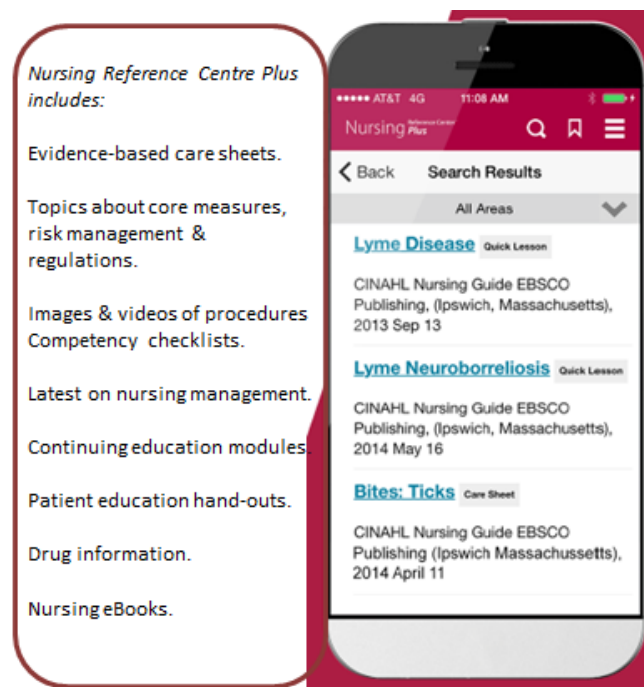 Nursing Reference Centre Plus
includes:
Evidence-based care sheets.
Topics about core measures,
risk management &
regulations.
Images & videos of procedures
Competency checklists.
Latest on nursing management.
Continuing education modules.
Patient education hand-outs.
Drug information.
Nursing eBooks.
AT&T 4G 11:08 AM
Nursing Reference Center Plus
Back Search Results
All Areas
Lyme Disease Quick Lesson
CINAHL Nursing Guide EBSCO
Publishing, (Ipswich, Massachusetts),
2013 Sep 13
Lyme Neuroborreliosis Quick Lesson
CINAHL Nursing Guide EBSCO
Publishing, (Ipswich, Massachusetts),
2014 May 16
Bites: Ticks Care Sheet
CINAHL Nursing Guide EBSCO
Publishing (Ipswich Massachussetts),
2014 April 11